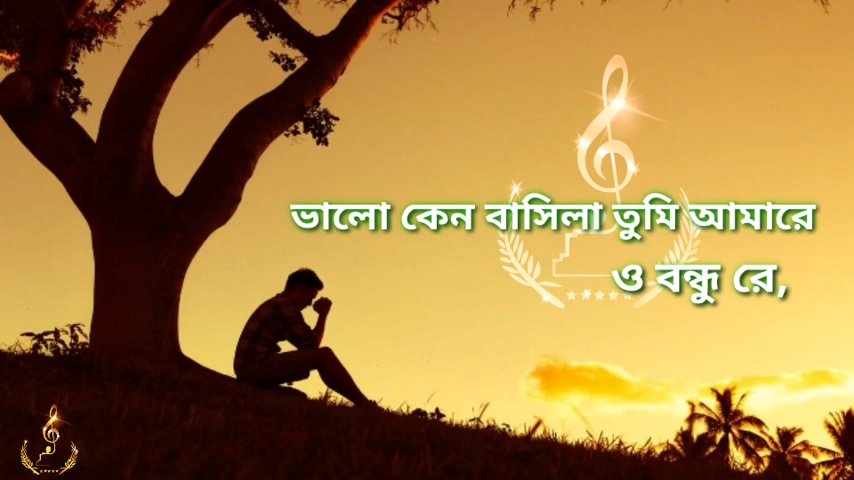 ভালো কেন বাসিলা তুমি আমারে
ও বন্ধু রে,